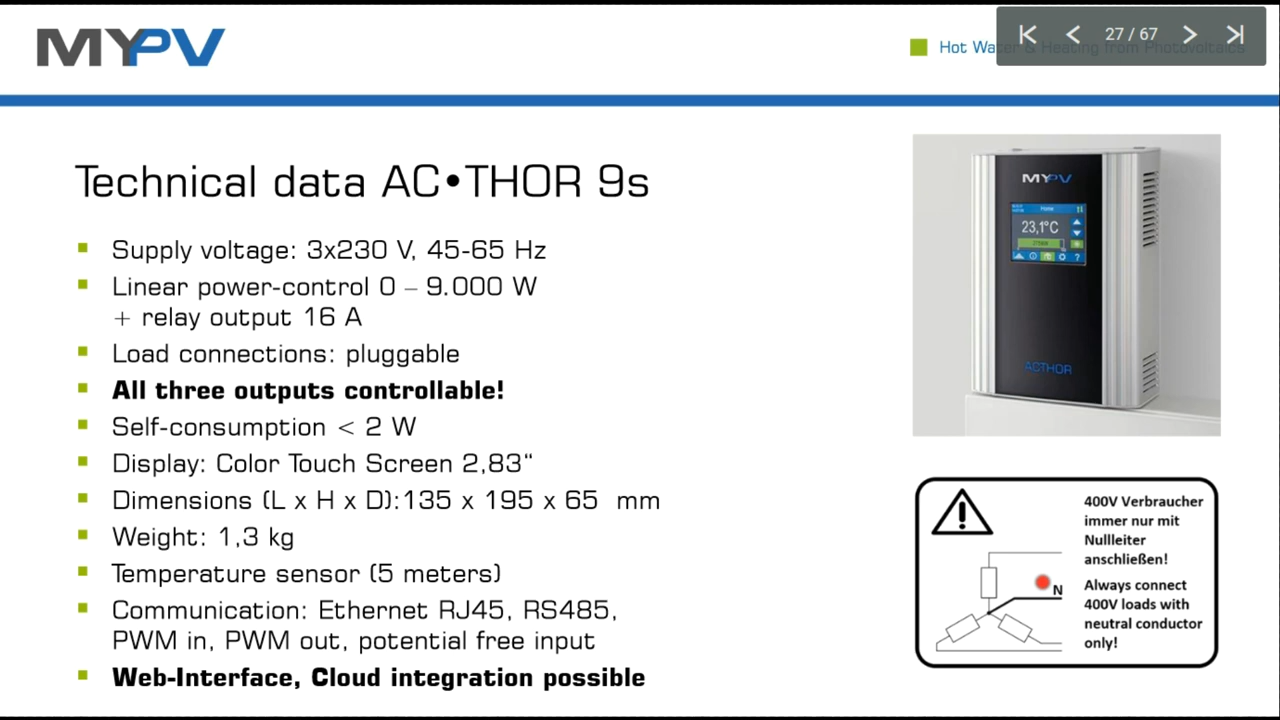 MYPV
Hot Water & Heating from Photovoltaics
27 / 67
Technical data AC•THOR 9s
Supply voltage: 3x230 V, 45-65 Hz
Linear power-control 0 – 9.000 W
+ relay output 16 A
Load connections: pluggable
All three outputs controllable!
Self-consumption < 2 W
Display: Color Touch Screen 2,83“
Dimensions (L x H x D):135 x 195 x 65 mm
Weight: 1,3 kg
Temperature sensor (5 meters)
Communication: Ethernet RJ45, RS485,
PWM in, PWM out, potential free input
Web-Interface, Cloud integration possible
MYPV
Home
23,1°C
ACTHOR
400V Verbraucher
immer nur mit
Nullleiter
anschließen!
Always connect
400V loads with
neutral conductor
only!
N